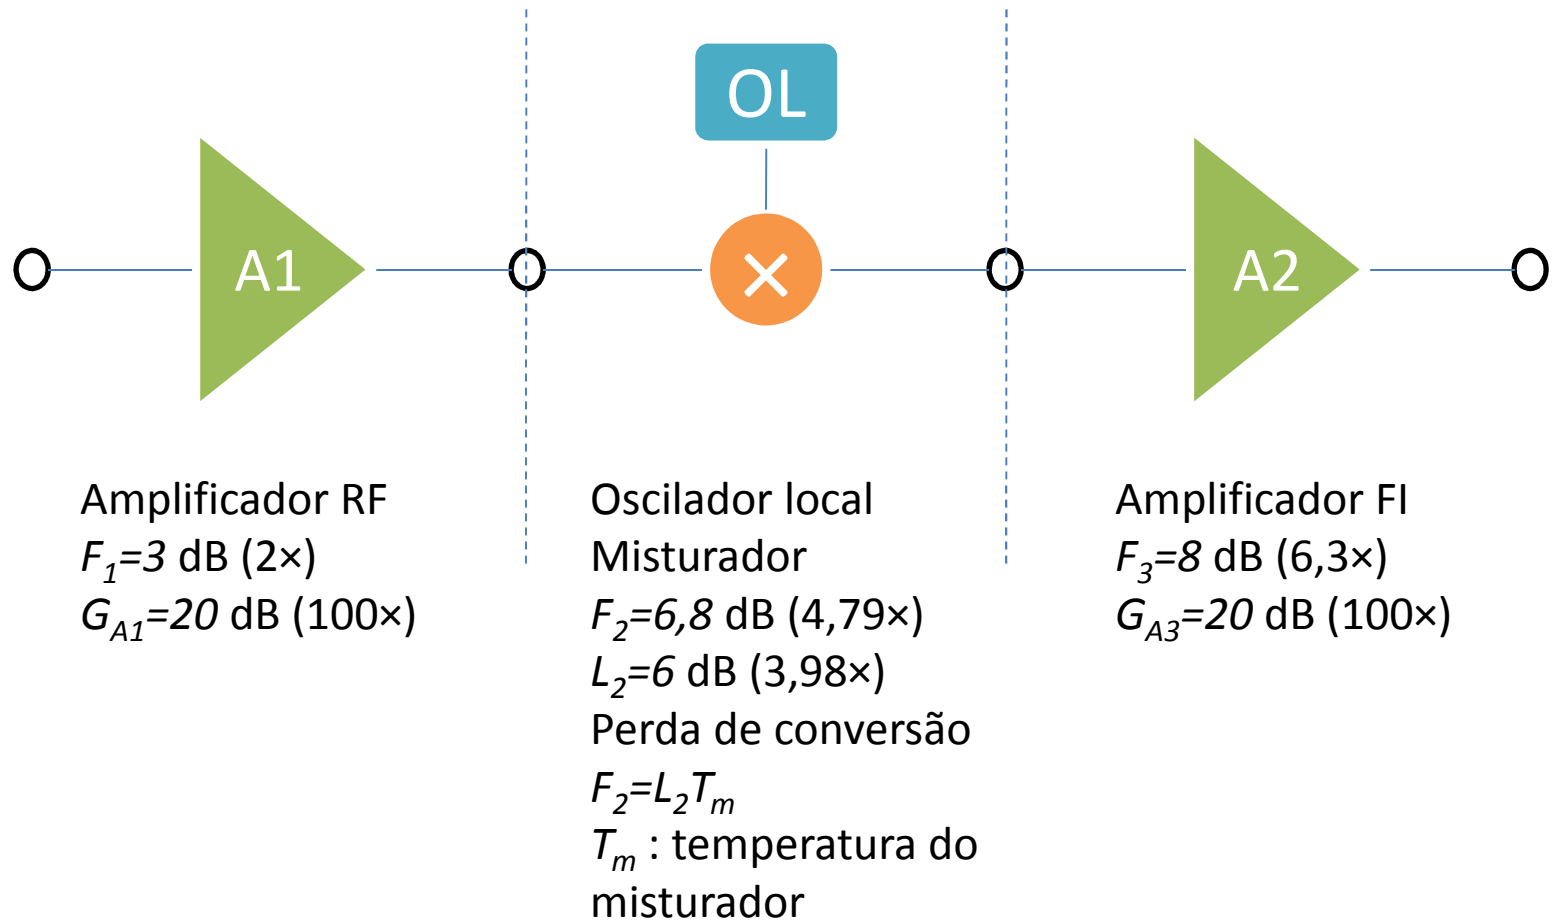 OL
A1
×
A2
Amplificador RF
F1=3 dB (2×)
GA1=20 dB (100×)
Oscilador local
Misturador
F2=6,8 dB (4,79×)
L2=6 dB (3,98×)
Perda de conversão
F2=L2Tm
Tm : temperatura do
misturador
Amplificador FI
F3=8 dB (6,3×)
GA3=20 dB (100×)